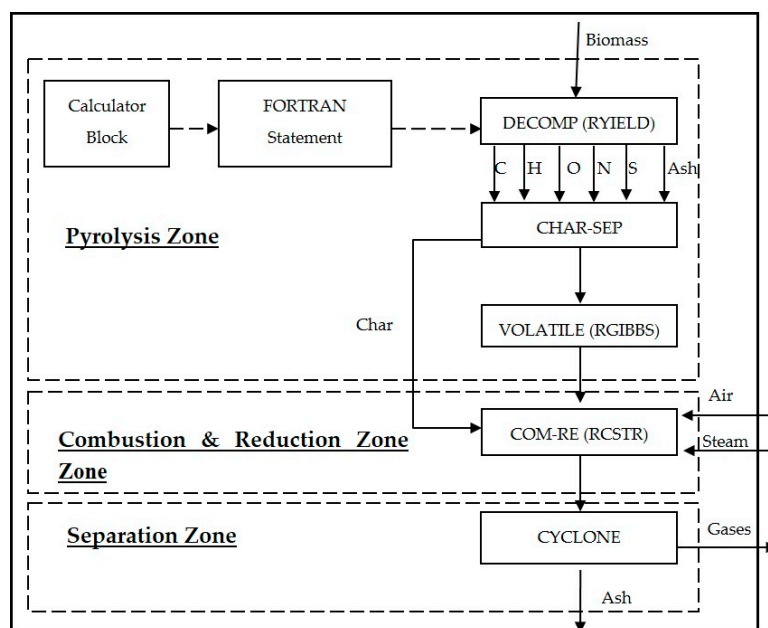 Biomass
Calculator
Block
FORTRAN
Statement
DECOMP (RYIELD)
C H O N S Ash
Pyrolysis Zone
CHAR-SEP
Char
VOLATILE (RGIBBS)
Air
Combustion & Reduction Zone
Zone
COM-RE (RCSTR)
Steam
Separation Zone
CYCLONE
Gases
Ash